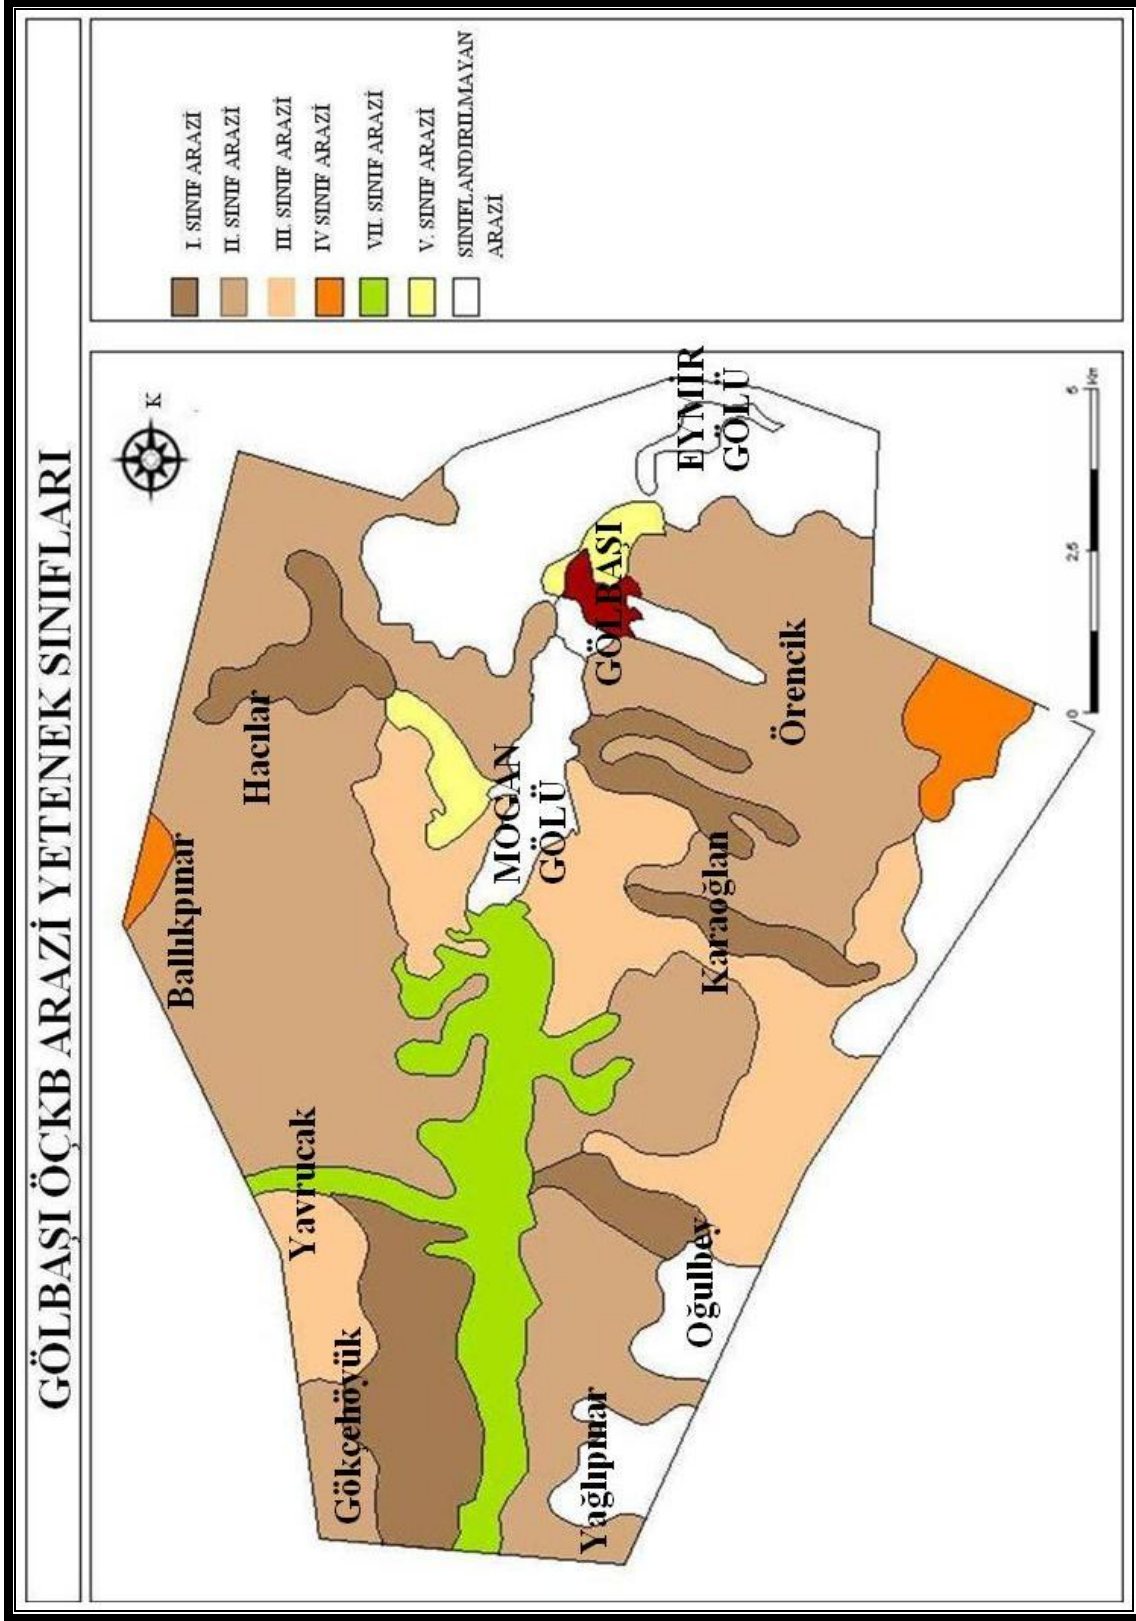 GÖLBAŞI ÖÇKB ARAZİ YETENEK SINIFLARI
K
Ballıkpınar
Hacılar
Yavrucak
Gökçehöyük
MOGAN
GÖLÜ
GÖLBAŞI
EYMİR
GÖLÜ
Örencik
Karaoğlan
Oğulbey
Yağlıpınar
0
2,5
5
Km
I. SINIF ARAZİ
II. SINIF ARAZİ
III. SINIF ARAZİ
IV SINIF ARAZİ
VII. SINIF ARAZİ
V. SINIF ARAZİ
SINIFLANDIRILMAYAN
ARAZİ